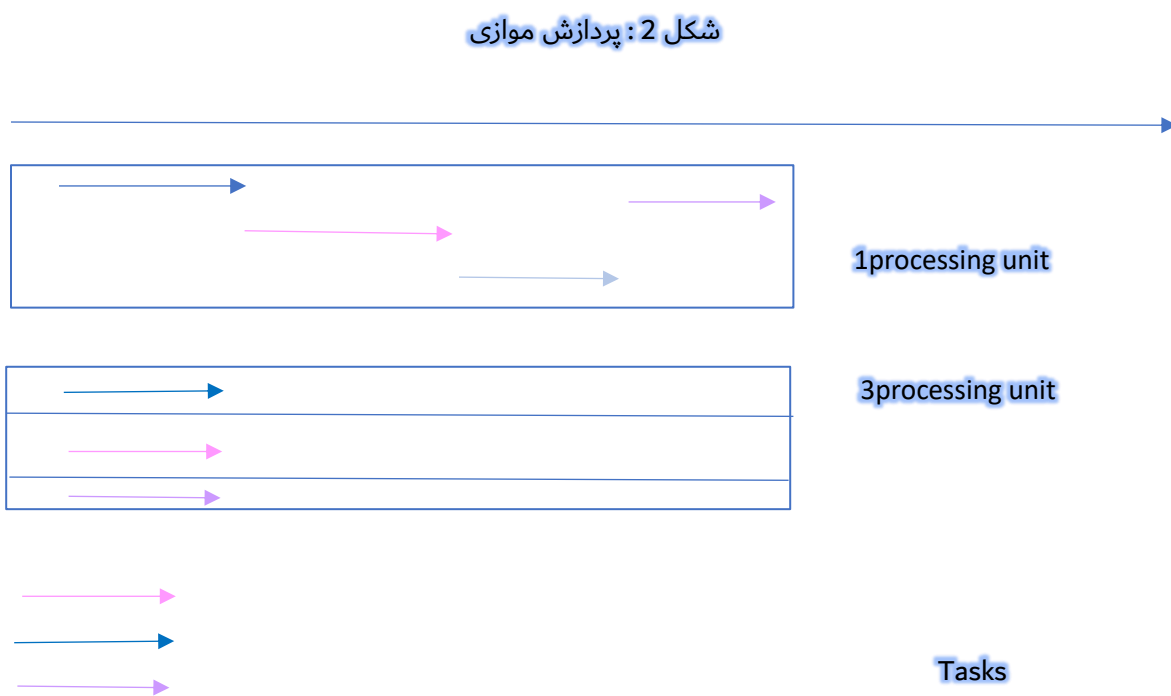 شکل 2 : پردازش موازی
1processing unit
3processing unit
Tasks